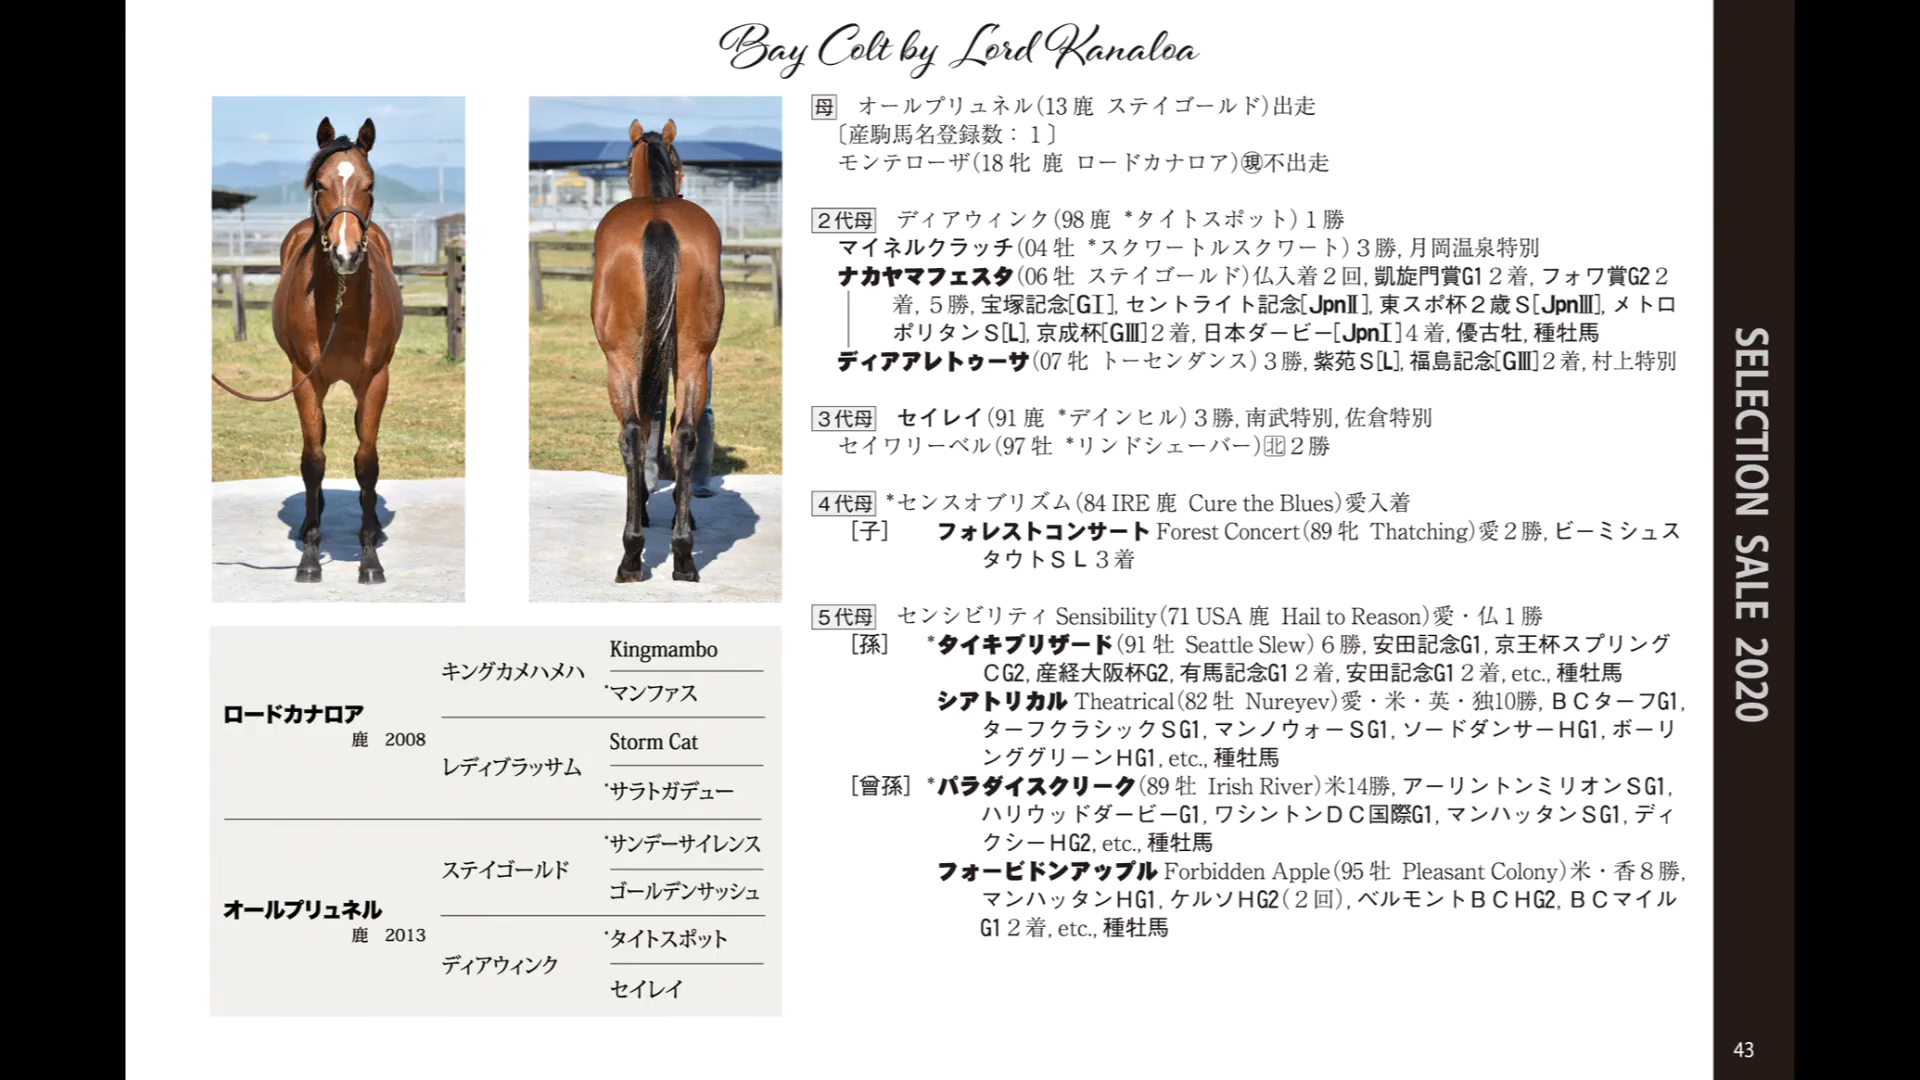 Bay Colt by Lord Kanaloa
母 オールプリュネル(13鹿 ステイゴールド)出走
〔産駒馬名登録数：１〕
モンテローザ(18牝 鹿 ロードカナロア)㊝不出走
２代母 ディアウィンク(98鹿 *タイトスポット)１勝
マイネルクラッチ(04牡 *スクワートルスクワート)３勝, 月岡温泉特別
ナカヤマフェスタ(06牡 ステイゴールド)仏入着２回, 凱旋門賞G1２着, フォワ賞G2２
着, ５勝, 宝塚記念[GⅠ], セントライト記念[JpnⅡ], 東スポ杯２歳Ｓ[JpnⅢ], メトロ
ポリタンＳ[L], 京成杯[GⅢ]２着, 日本ダービー[JpnⅠ]４着, 優古牡, 種牡馬
ディアアレトゥーサ(07牝 トーセンダンス)３勝, 紫苑Ｓ[L], 福島記念[GⅢ]２着, 村上特別
３代母 セイレイ(91鹿 *デインヒル)３勝, 南武特別, 佐倉特別
セイワリーベル(97牡 *リンドシェーバー)北２勝
４代母 *センスオブリズム(84 IRE 鹿 Cure the Blues)愛入着
［子］ フォレストコンサート Forest Concert(89牝 Thatching)愛２勝, ビーミシュス
タウトＳＬ３着
５代母 センシビリティ Sensibility(71 USA 鹿 Hail to Reason)愛・仏１勝
［孫］ *タイキブリザード(91牡 Seattle Slew)６勝, 安田記念G1, 京王杯スプリング
ＣG2, 産経大阪杯G2, 有馬記念G1２着, 安田記念G1２着, etc., 種牡馬
シアトリカル Theatrical(82牡 Nureyev)愛・米・英・独10勝, ＢＣターフG1,
ターフクラシックＳG1, マンノウォーＳG1, ソードダンサーＨG1, ボーリ
ンググリーンＨG1, etc., 種牡馬
［曾孫］ *パラダイスクリーク(89牡 Irish River)米14勝, アーリントンミリオンＳG1,
ハリウッドダービーG1, ワシントンＤＣ国際G1, マンハッタンＳG1, ディ
クシーＨG2, etc., 種牡馬
フォービドンアップル Forbidden Apple(95牡 Pleasant Colony)米・香８勝,
マンハッタンＨG1, ケルソＨG2(２回), ベルモントＢＣＨG2, ＢＣマイル
G1２着, etc., 種牡馬
ロードカナロア
鹿 2008
キングカメハメハ
Kingmambo
*マンファス
レディブラッサム
Storm Cat
*サラトガデュー
オールプリュネル
鹿 2013
ステイゴールド
*サンデーサイレンス
ゴールデンサッシュ
ディアウィンク
*タイトスポット
セイレイ
SELECTION SALE 2020
43